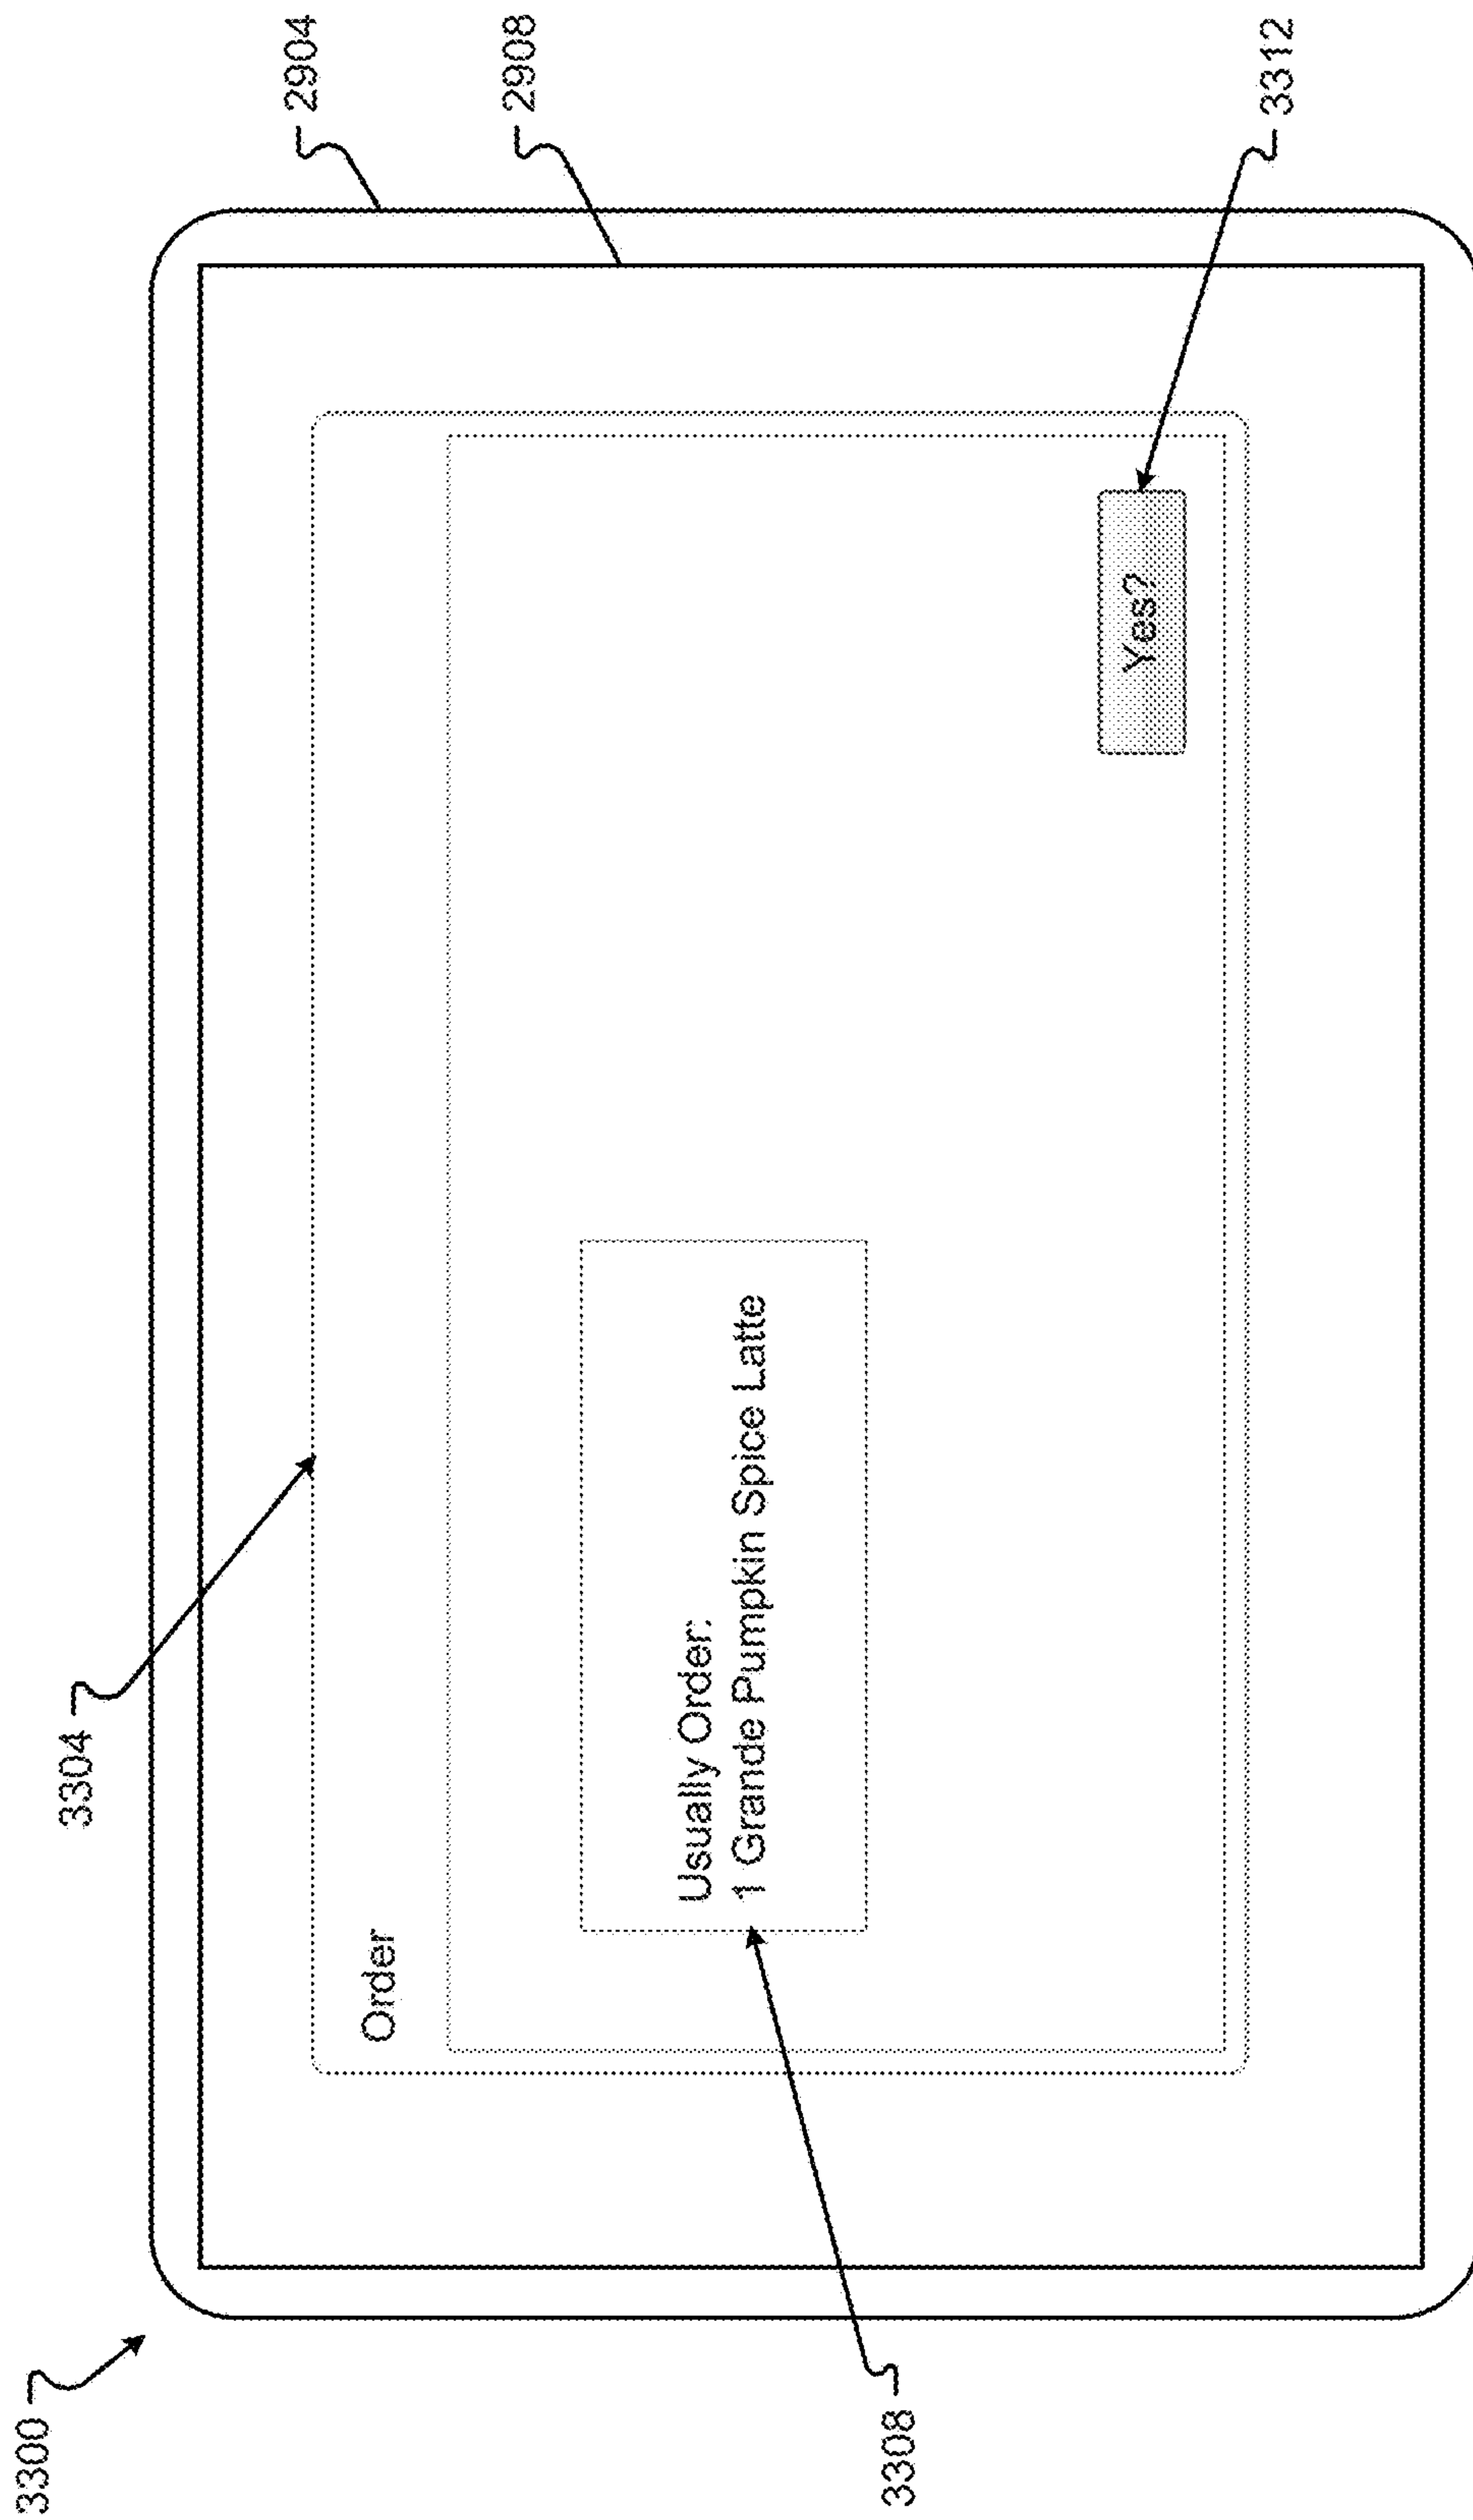 3300
3304
2904
2908
Order
Usually Order:
1 Grande Pumpkin Spice Latte
Yes?
3308
3312